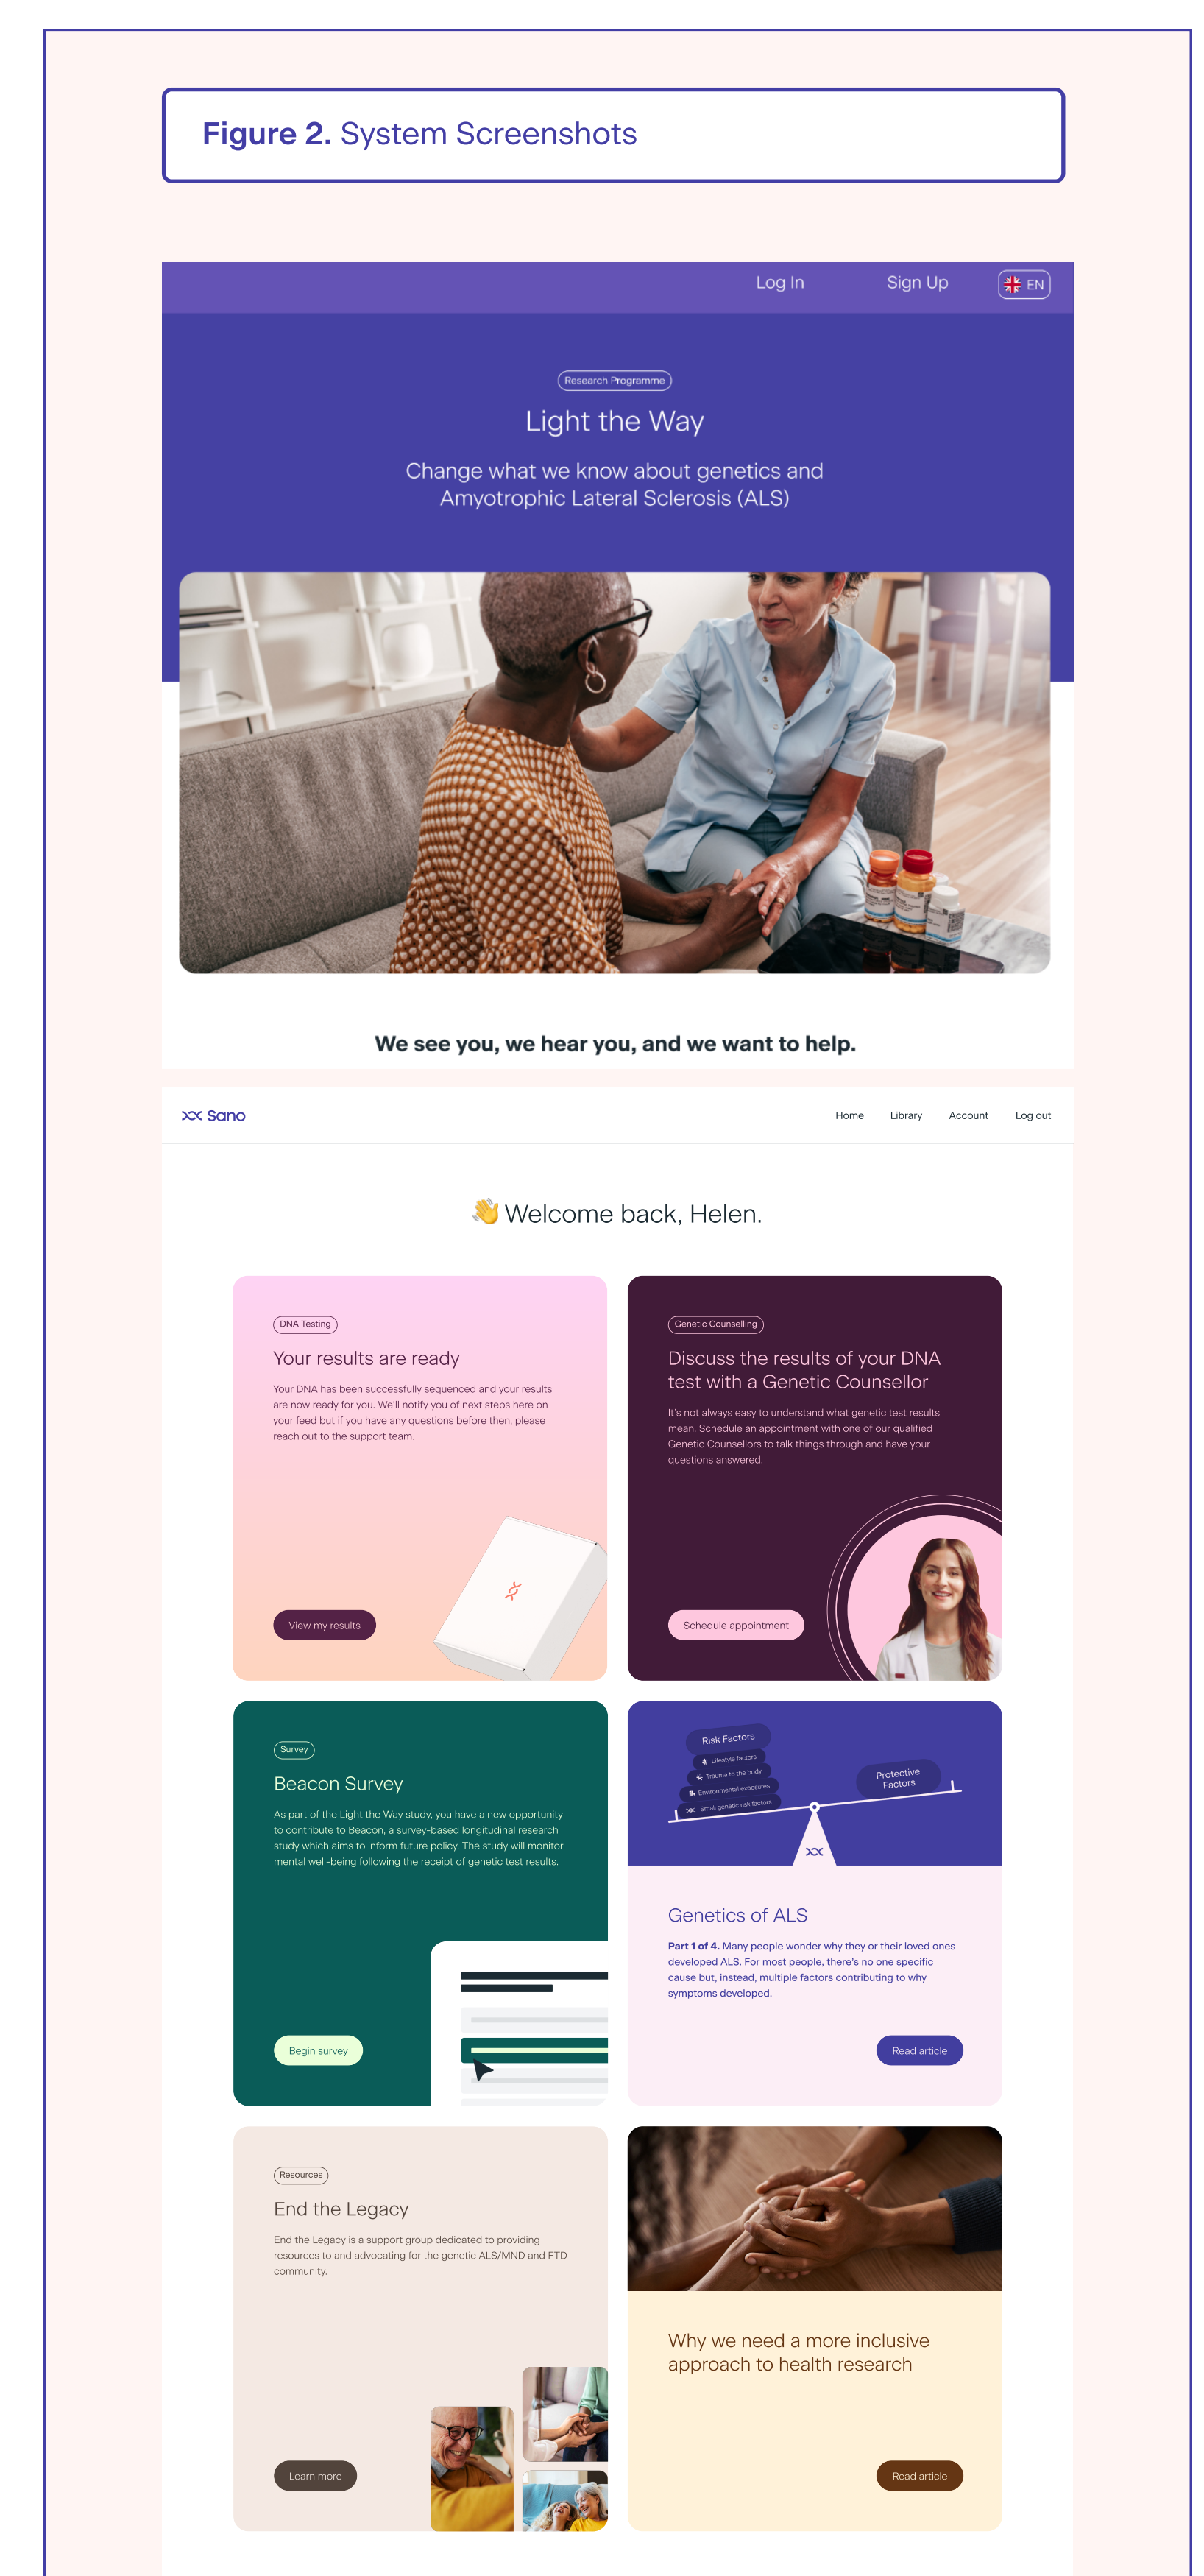 Figure 2. System Screenshots
Log In
Sign Up
EN
Research Programme
Light the Way
Change what we know about genetics and
Amyotrophic Lateral Sclerosis (ALS)
We see you, we hear you, and we want to help.
Sano
Home
Library
Account
Log out
Welcome back, Helen.
DNA Testing
Your results are ready
Your DNA has been successfully sequenced and your results
are now ready for you. We'll notify you of next steps here on
your feed but if you have any questions before then, please
reach out to the support team.
View my results
Genetic Counselling
Discuss the results of your DNA
test with a Genetic Counsellor
It's not always easy to understand what genetic test results
mean. Schedule an appointment with one of our qualified
Genetic Counsellors to talk things through and have your
questions answered.
Schedule appointment
Survey
Beacon Survey
As part of the Light the Way study, you have a new opportunity
to contribute to Beacon, a survey-based longitudinal research
study which aims to inform future policy. The study will monitor
mental well-being following the receipt of genetic test results.
Begin survey
Risk Factors
Lifestyle factors
Trauma to the body
Environmental exposures
Small genetic risk factors
Protective
Factors
Genetics of ALS
Part 1 of 4. Many people wonder why they or their loved ones
developed ALS. For most people, there's no one specific
cause but, instead, multiple factors contributing to why
symptoms developed.
Read article
Resources
End the Legacy
End the Legacy is a support group dedicated to providing
resources to and advocating for the genetic ALS/MND and FTD
community.
Learn more
Why we need a more inclusive
approach to health research
Read article